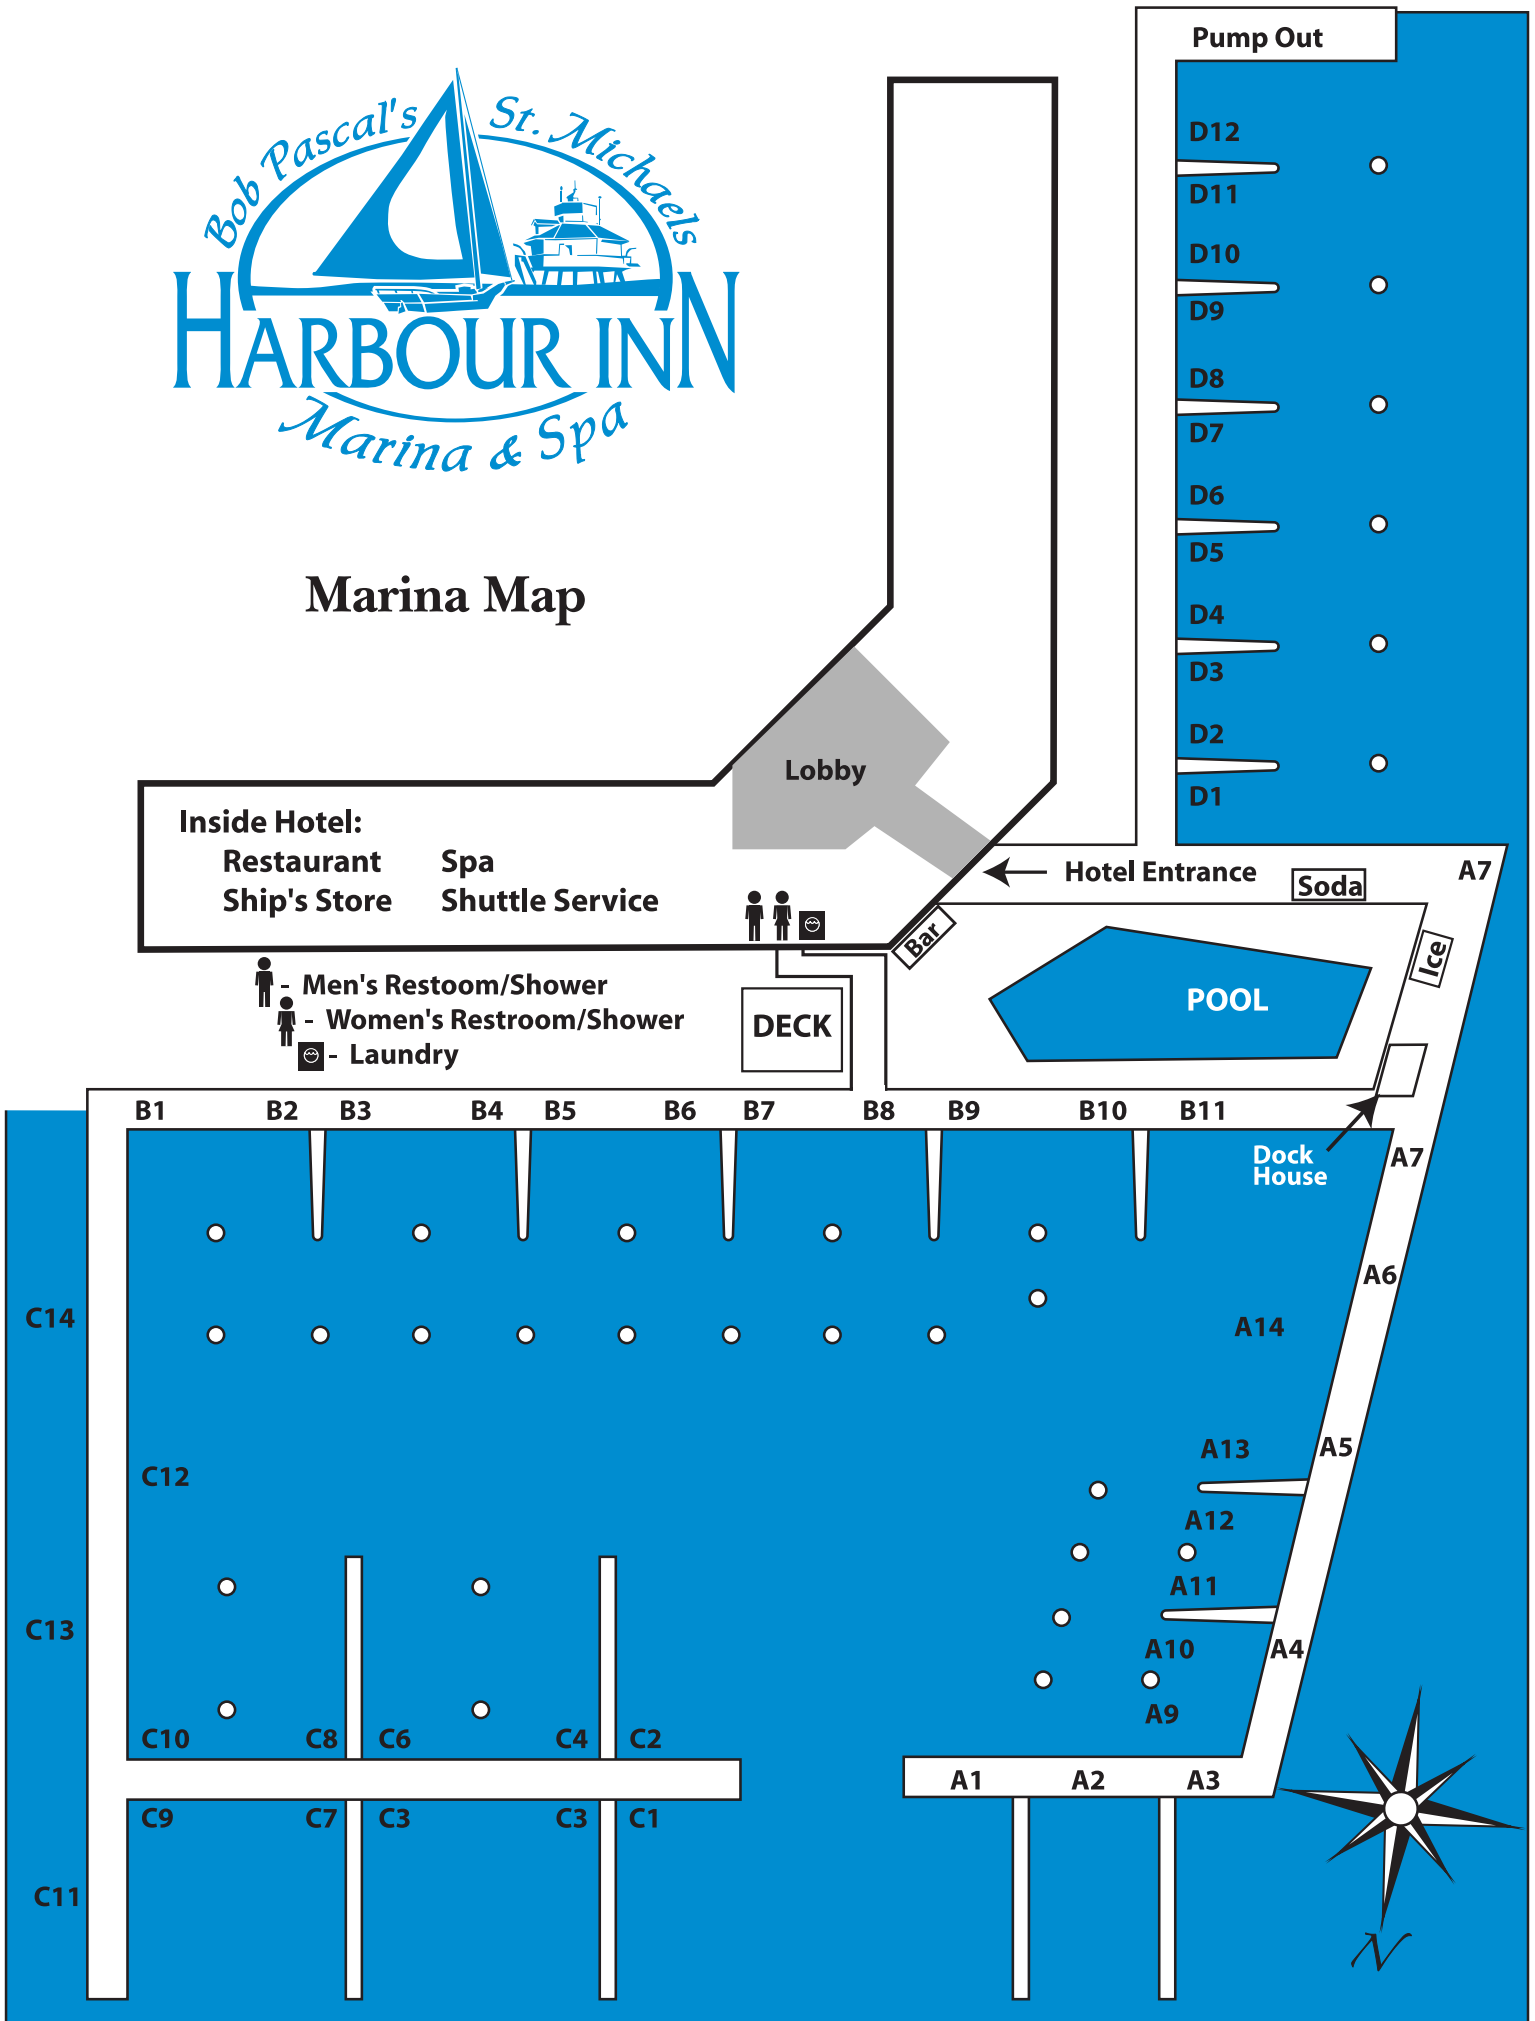 Pump Out
Bob Pascal's St. Michaels
HARBOUR INN
Marina & Spa
Marina Map
D12
D11
D10
D9
D8
D7
D6
D5
D4
D3
D2
D1
Lobby
Inside Hotel:
Restaurant Spa
Ship's Store Shuttle Service
Hotel Entrance
Soda
A7
Bar
Ice
POOL
- Men's Restoom/Shower
- Women's Restroom/Shower
- Laundry
DECK
B1 B2 B3 B4 B5 B6 B7 B8 B9 B10 B11
Dock
House
A7
A6
A14
A5
A13
A12
A11
A10
A4
A9
C14
C12
C13
C10 C8 C6 C4 C2
A1 A2 A3
C9 C7 C3 C3 C1
C11
N